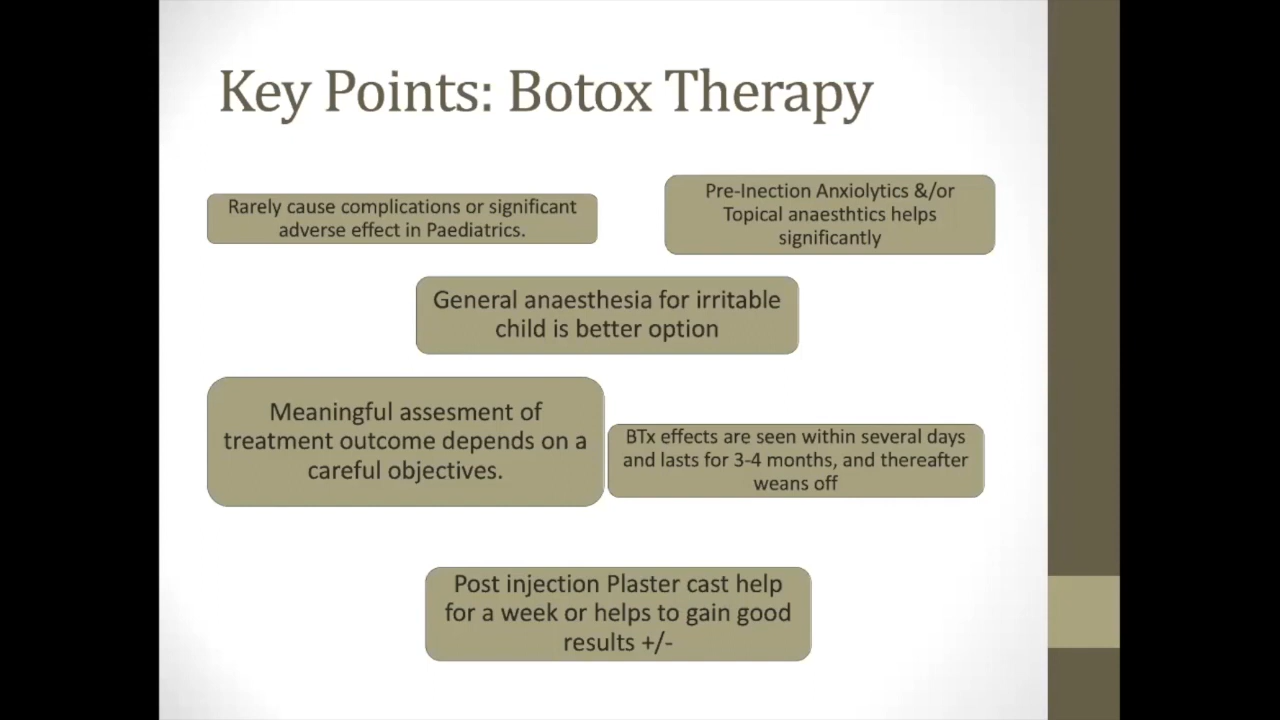 Key Points: Botox Therapy
Rarely cause complications or significant
adverse effect in Paediatrics.
Pre-Inection Anxiolytics &/or
Topical anaesthtics helps
significantly
General anaesthesia for irritable
child is better option
Meaningful assesment of
treatment outcome depends on a
careful objectives.
BTx effects are seen within several days
and lasts for 3-4 months, and thereafter
weans off
Post injection Plaster cast help
for a week or helps to gain good
results +/-